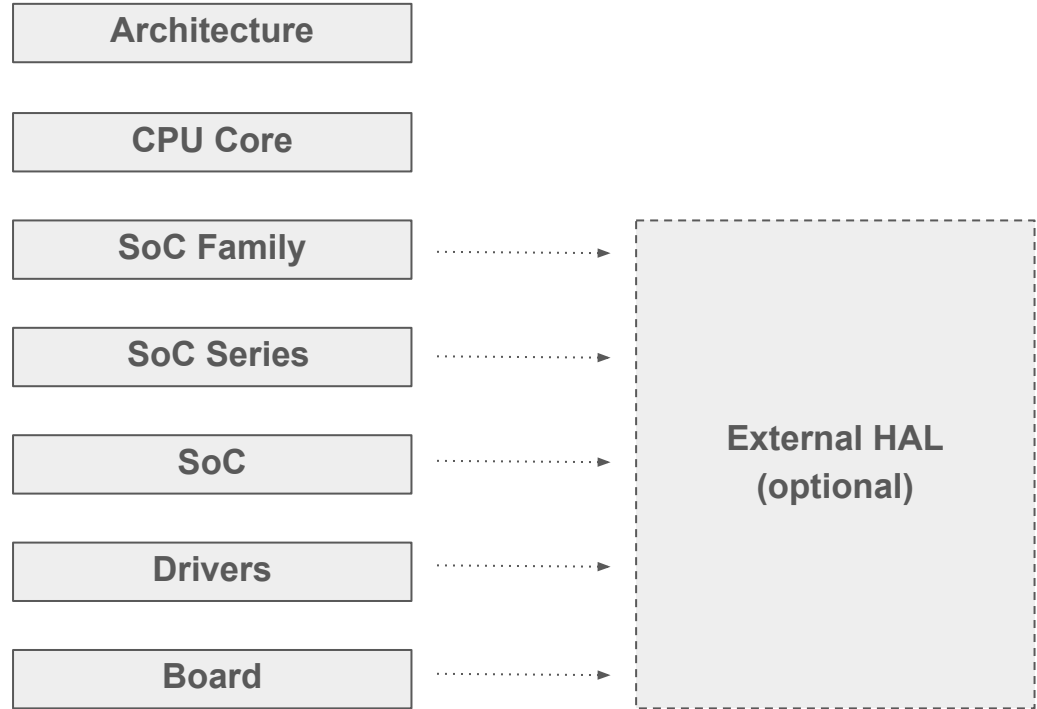 Architecture
CPU Core
SoC Family
SoC Series
SoC
Drivers
Board
External HAL
(optional)